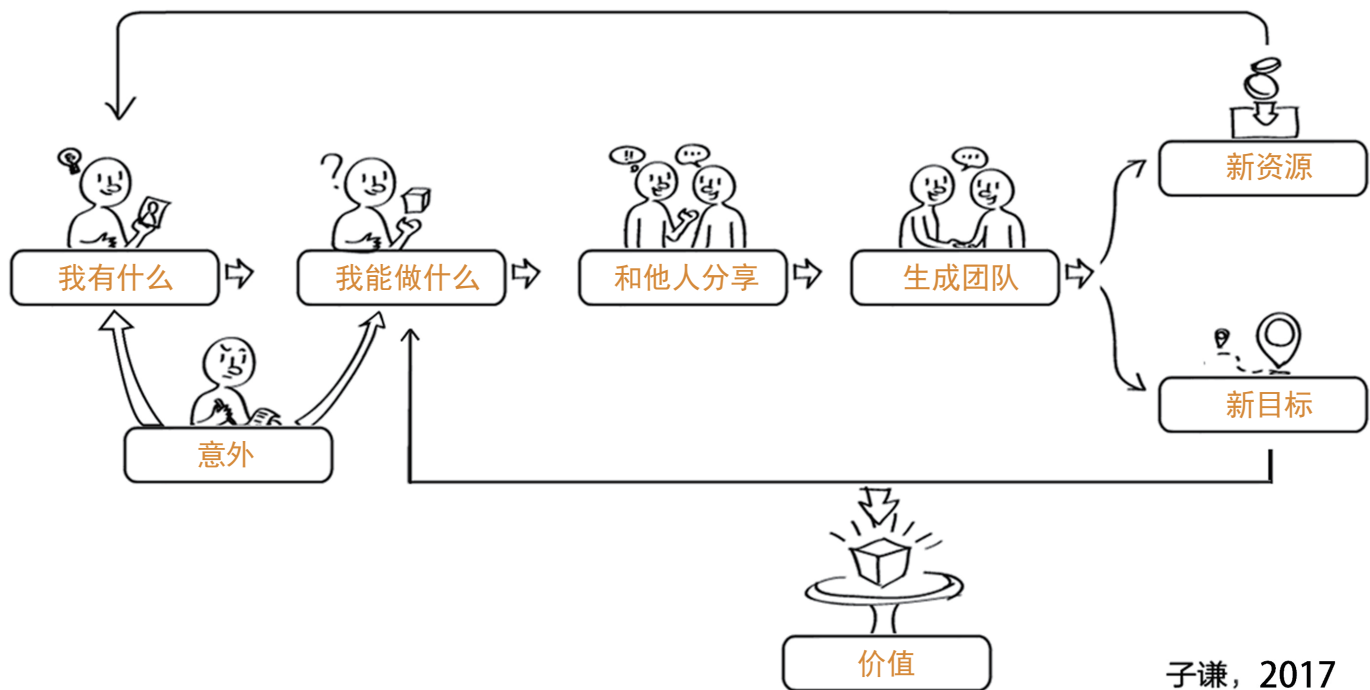 新资源
我有什么
我能做什么
和他人分享
生成团队
新目标
意外
价值
子谦，2017